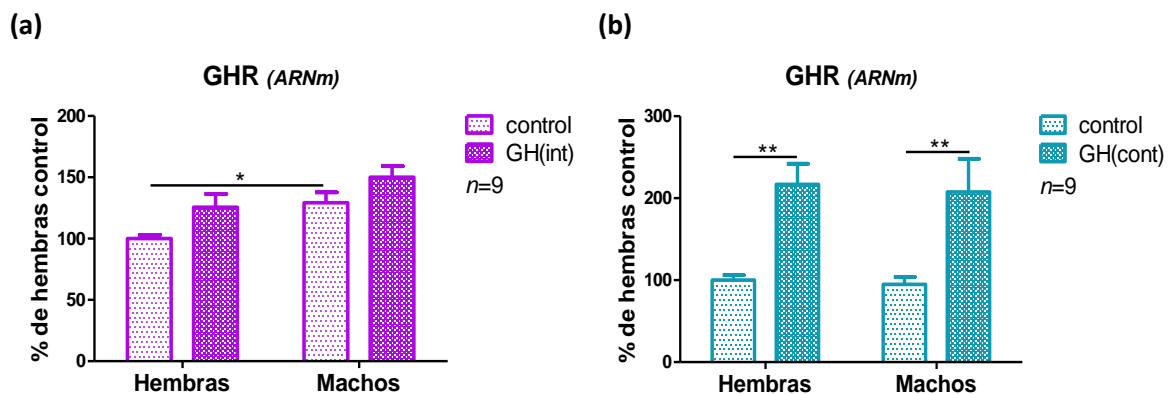 (a)
GHR (ARNm)
% de hembras control
200
150
100
50
0
*
Hembras
Machos
control
GH(int)
n=9
(b)
GHR (ARNm)
% de hembras control
300
200
100
0
**
**
Hembras
Machos
control
GH(cont)
n=9